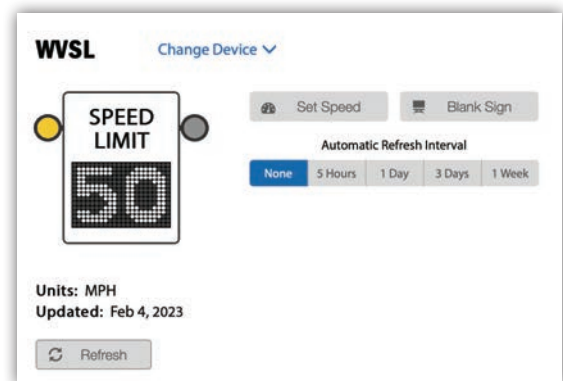 WVSL
Change Device
SPEED
LIMIT
50
Set Speed
Blank Sign
Automatic Refresh Interval
None
5 Hours
1 Day
3 Days
1 Week
Units: MPH
Updated: Feb 4, 2023
Refresh